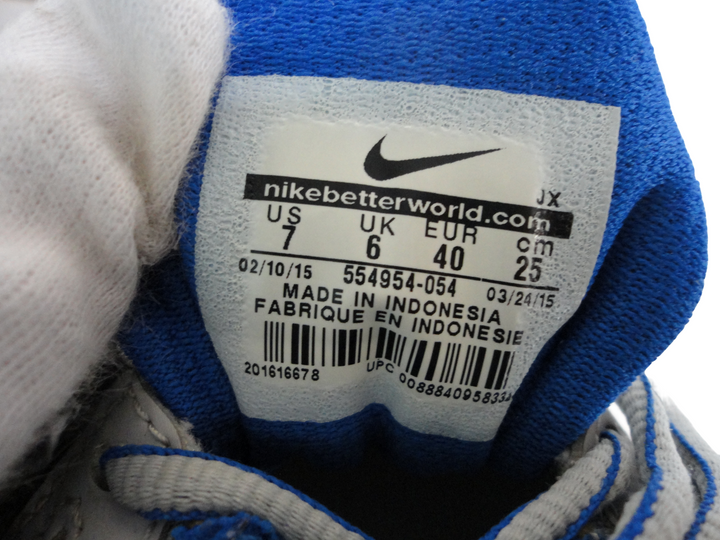 JX
nikebetterworld.com
US UK EUR cm
7 6 40 25
02/10/15 554954-054 03/24/15
MADE IN INDONESIA
FABRIQUE EN INDONESIE
201616678 UPC